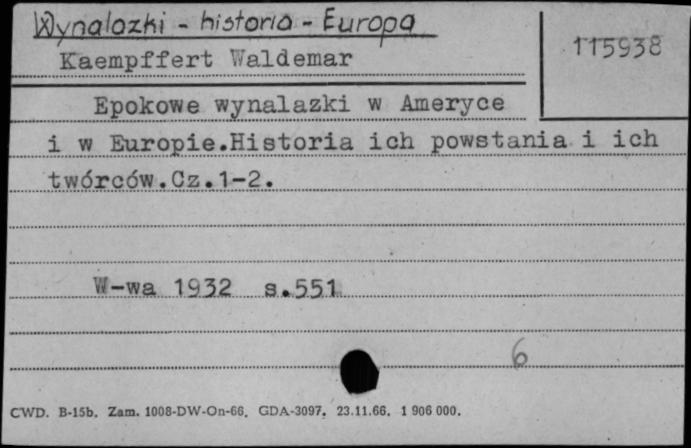 Wynalazki - historia - Europa
115938
Kaempffert Waldemar
Epokowe wynalazki w Ameryce
i w Europie.Historia ich powstania i ich
twórców.Cz.1-2.
W-wa 1932 s.551
6
CWD. B-15b. Zam. 1008-DW-On-66. GDA-3097. 23.11.66. 1 906 000.